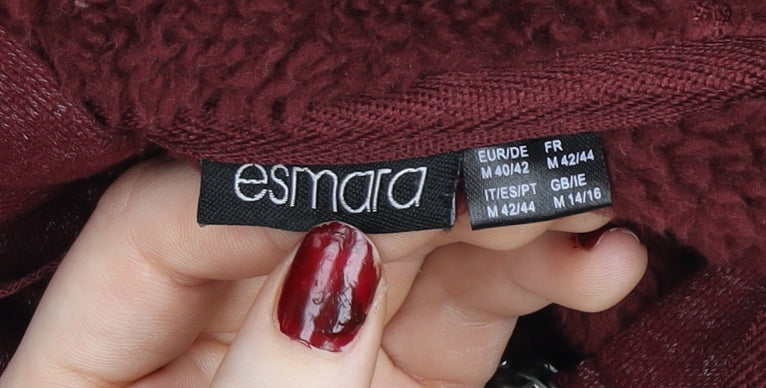 esmara
EUR/DE FR
M 40/42 M 42/44
IT/ES/PT GB/IE
M 42/44 M 14/16